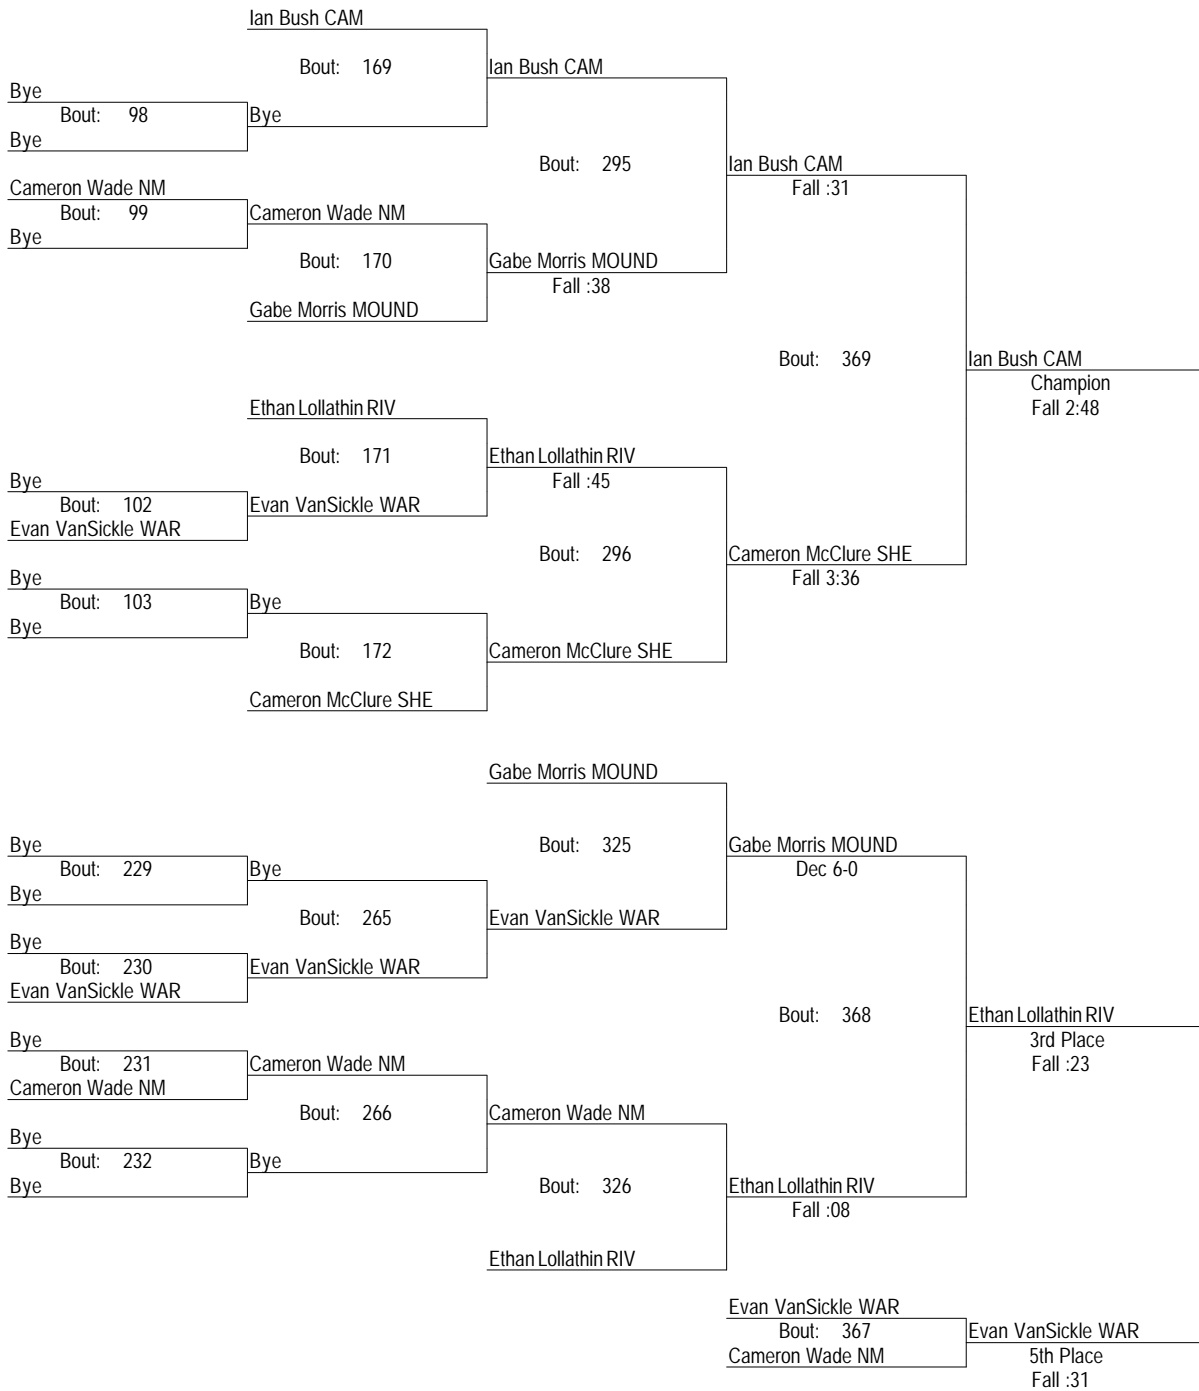 Ian Bush CAM
Bout: 169
Ian Bush CAM
Bye
Bout: 98
Bye
Bye
Bout: 295
Ian Bush CAM
Fall :31
Cameron Wade NM
Bout: 99
Cameron Wade NM
Bye
Bout: 170
Gabe Morris MOUND
Fall :38
Gabe Morris MOUND
Bout: 369
Ian Bush CAM
Champion
Fall 2:48
Ethan Lollathin RIV
Bout: 171
Ethan Lollathin RIV
Fall :45
Bye
Bout: 102
Evan VanSickle WAR
Evan VanSickle WAR
Bout: 296
Cameron McClure SHE
Fall 3:36
Bye
Bout: 103
Bye
Bye
Bout: 172
Cameron McClure SHE
Cameron McClure SHE
Gabe Morris MOUND
Bout: 325
Gabe Morris MOUND
Dec 6-0
Bye
Bout: 229
Bye
Bye
Bout: 265
Evan VanSickle WAR
Bye
Bout: 230
Evan VanSickle WAR
Evan VanSickle WAR
Bout: 368
Ethan Lollathin RIV
3rd Place
Fall :23
Bye
Bout: 231
Cameron Wade NM
Cameron Wade NM
Bout: 266
Cameron Wade NM
Bye
Bout: 232
Bye
Bye
Bout: 326
Ethan Lollathin RIV
Fall :08
Ethan Lollathin RIV
Evan VanSickle WAR
Bout: 367
Cameron Wade NM
Evan VanSickle WAR
5th Place
Fall :31